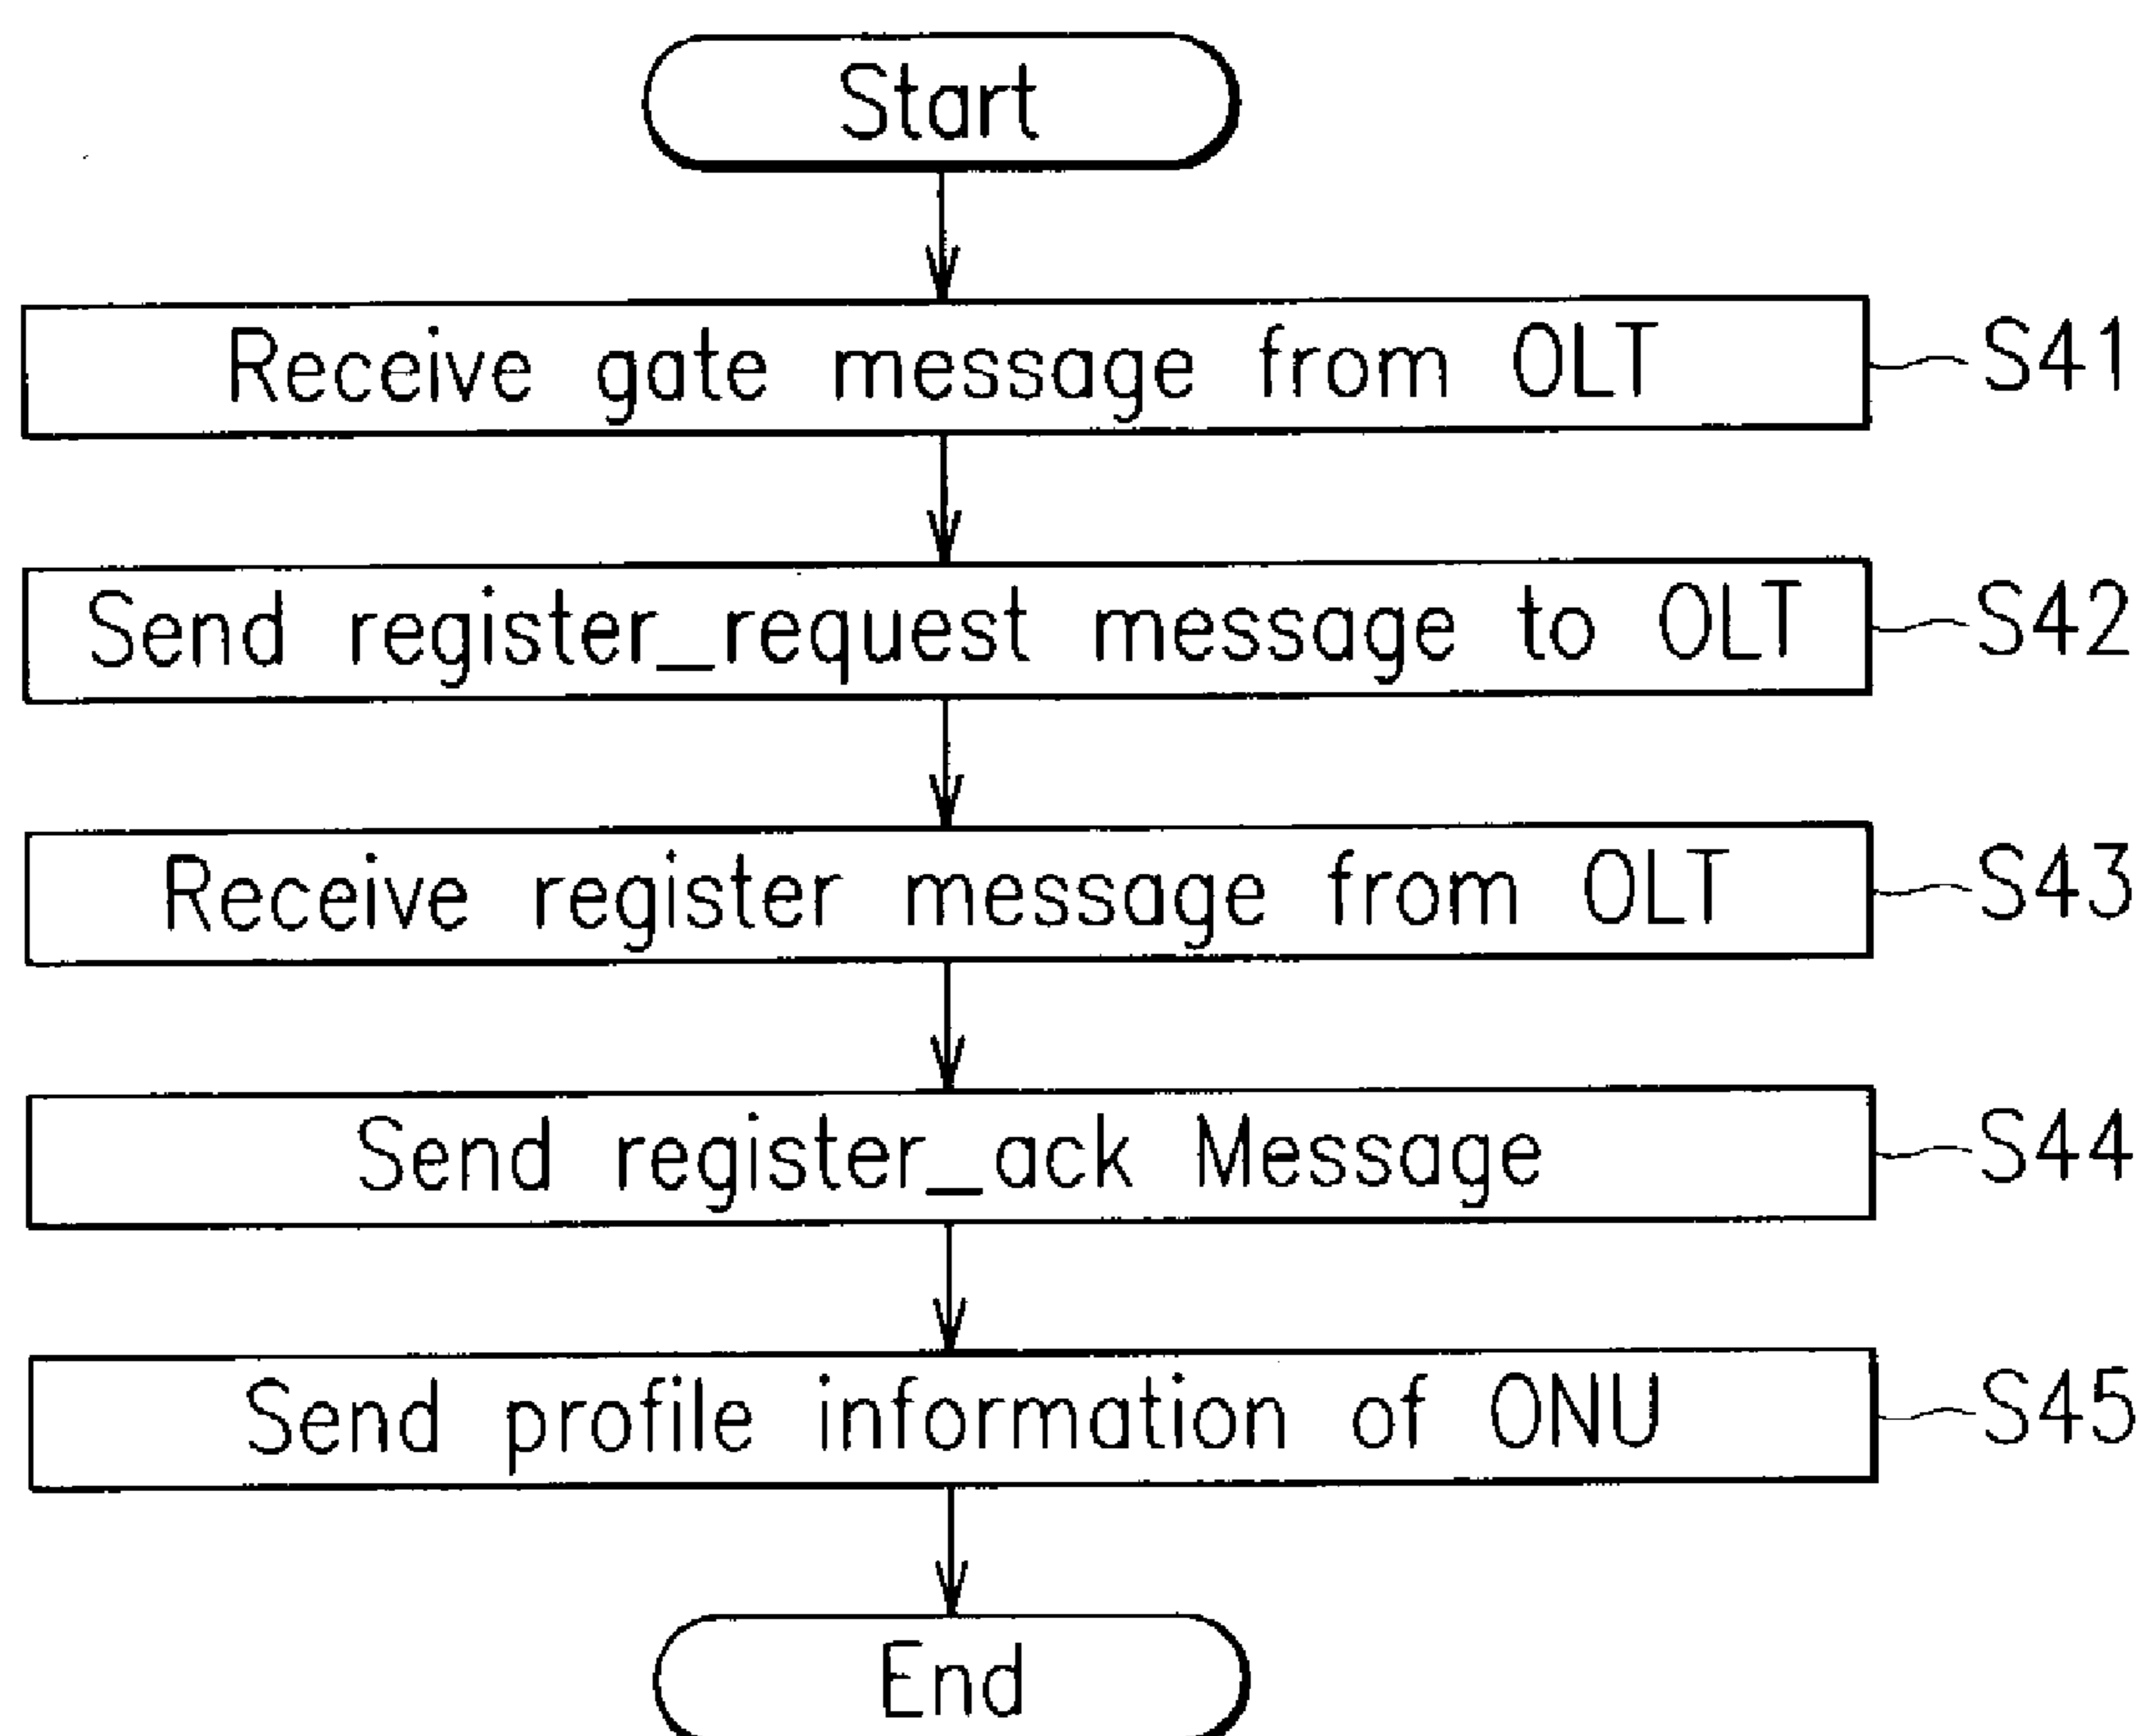 Start
Receive gate message from OLT
S41
Send register_request message to OLT
S42
Receive register message from OLT
S43
Send register_ack Message
S44
Send profile information of ONU
S45
End